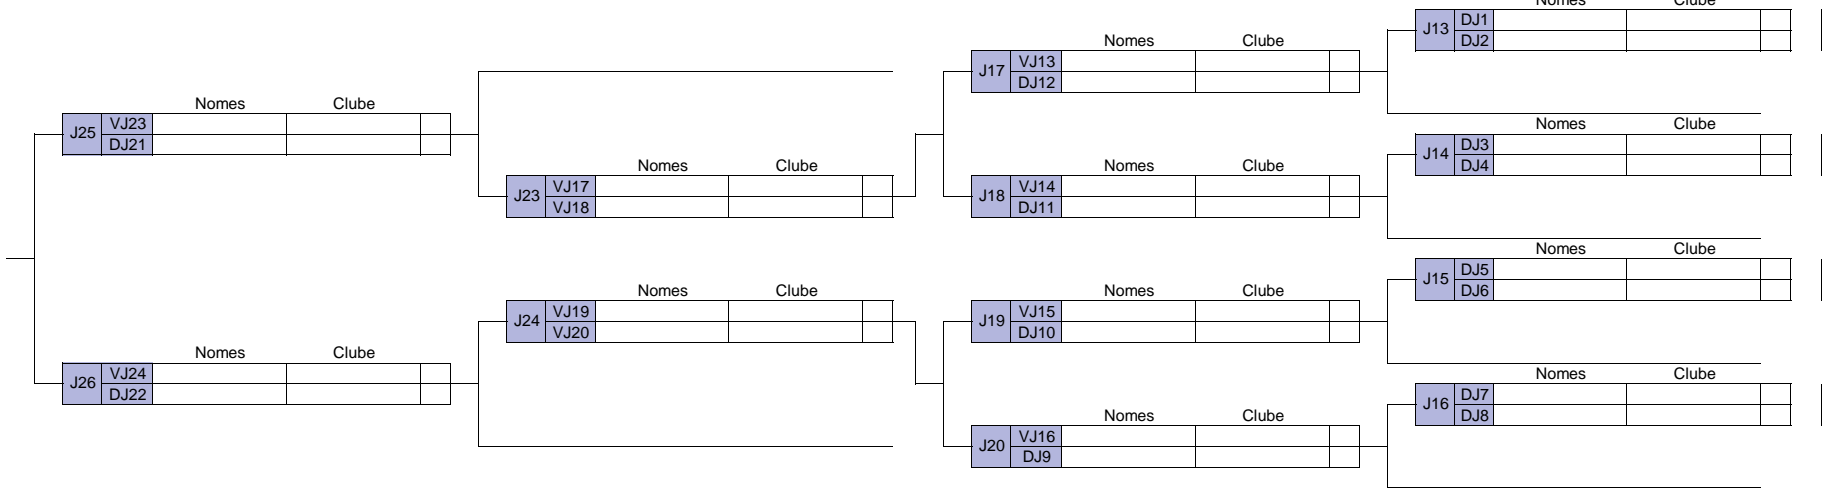 Nomes Clube
J13 DJ1
DJ2
Nomes Clube
J17 VJ13
DJ12
Nomes Clube
J25 VJ23
DJ21
Nomes Clube
J14 DJ3
DJ4
Nomes Clube
J23 VJ17
VJ18
Nomes Clube
J18 VJ14
DJ11
Nomes Clube
J15 DJ5
DJ6
Nomes Clube
J24 VJ19
VJ20
Nomes Clube
J19 VJ15
DJ10
Nomes Clube
J26 VJ24
DJ22
Nomes Clube
J16 DJ7
DJ8
Nomes Clube
J20 VJ16
DJ9